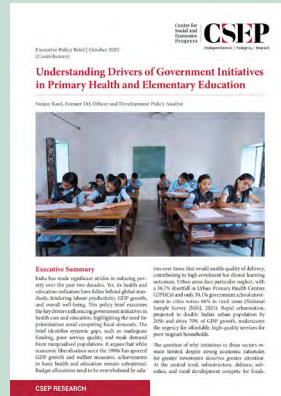 Centre for
Social and
Economic
Progress
CSEP
Independence | Integrity | Impact
Executive Policy Brief | October 2025
(Contributory)
Understanding Drivers of Government Initiatives
in Primary Health and Elementary Education
Sanjay Kaul, Former IAS Officer and Development Policy Analyst
Executive Summary
India has made significant strides in reducing pov-
erty over the past two decades. Yet, its health and
education indicators have fallen behind global stan-
dards, hindering labour productivity, GDP growth,
and overall well-being. This policy brief examines
the key drivers influencing government initiatives in
health care and education, highlighting the need for
prioritisation amid competing fiscal demands. The
brief identifies systemic gaps, such as inadequate
funding, poor service quality, and weak demand
from marginalised populations. It argues that while
economic liberalisation since the 1990s has spurred
GDP growth and welfare measures, achievements
in basic health and education remain suboptimal.
Budget allocations tend to be overwhelmed by sala-
ries over items that would enable quality of delivery,
contributing to high enrolment but dismal learning
outcomes. Urban areas face particular neglect, with
a 36.7% shortfall in Urban Primary Health Centres
(UPHCs) and only 30.1% government school enrol-
ment in cities versus 66% in rural areas (National
Sample Survey [NSS], 2025). Rapid urbanisation,
projected to double India's urban population by
2050 and drive 70% of GDP growth, underscores
the urgency for affordable, high-quality services for
poor migrant households.
The question of why initiatives in these sectors re-
main limited despite strong economic rationales
for greater investment deserves greater attention.
At the central level, infrastructure, defence, sub-
sidies, and rural development compete for funds,
CSEP RESEARCH